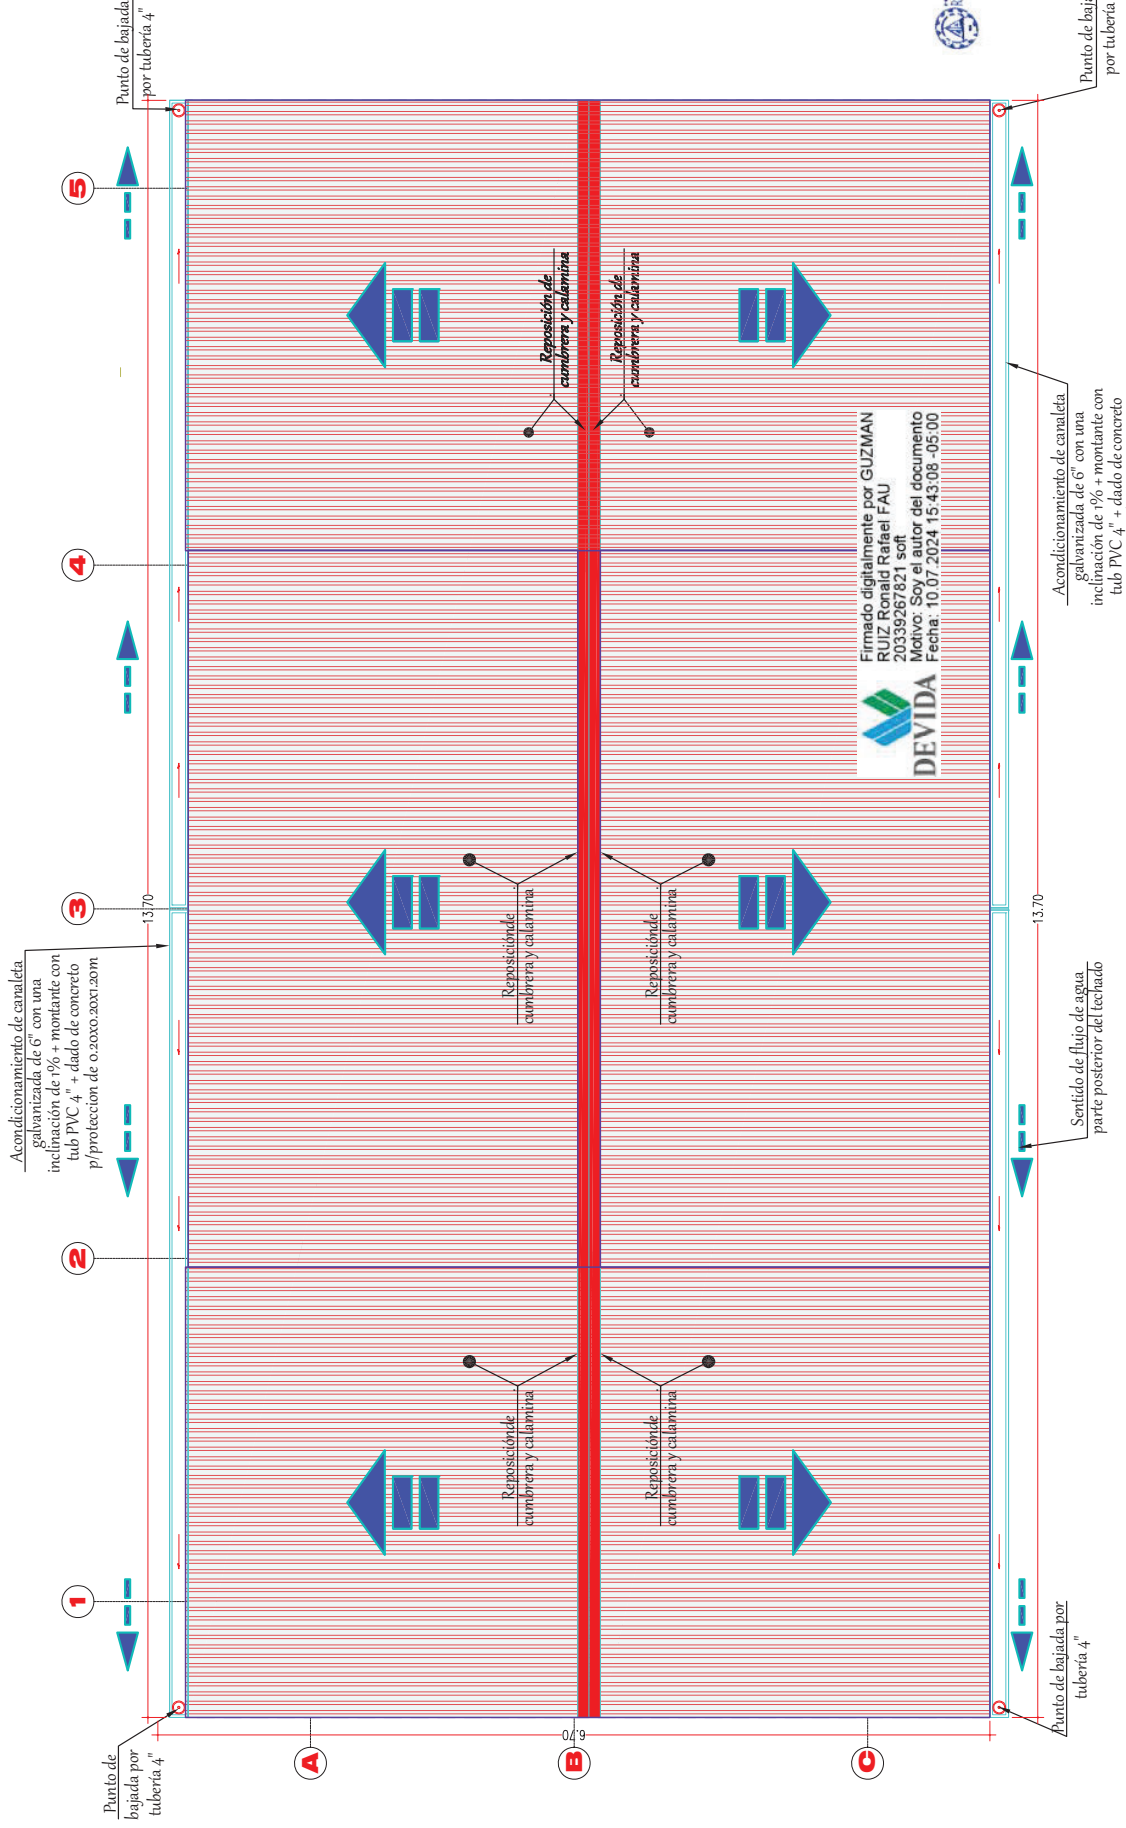 Punto de bajada
por tubería 4"
Punto de baja
por tubería
5
4
3
2
1
13.70
13.70
6.70
A
B
C
Acondicionamiento de canaleta
galvanizada de 6" con una
inclinación de 1% + montante con
tub PVC 4" + dado de concreto
p/proteccion de 0.20x0.20x1.20m
Reposición de
cumbrera y calamina
Reposición de
cumbrera y calamina
Reposiciónde
cumbrera y calamina
Reposiciónde
cumbrera y calamina
Reposiciónde
cumbrera y calamina
Reposiciónde
cumbrera y calamina
DEVIDA
Firmado digitalmente por GUZMAN
RUIZ Ronald Rafael FAU
20339267821 soft
Motivo: Soy el autor del documento
Fecha: 10.07.2024 15:43:08 -05:00
Acondicionamiento de canaleta
galvanizada de 6" con una
inclinación de 1% + montante con
tub PVC 4" + dado de concreto
Sentido de flujo de agua
parte posterior del techado
Punto de
bajada por
tubería 4"
Punto de bajada por
tubería 4"